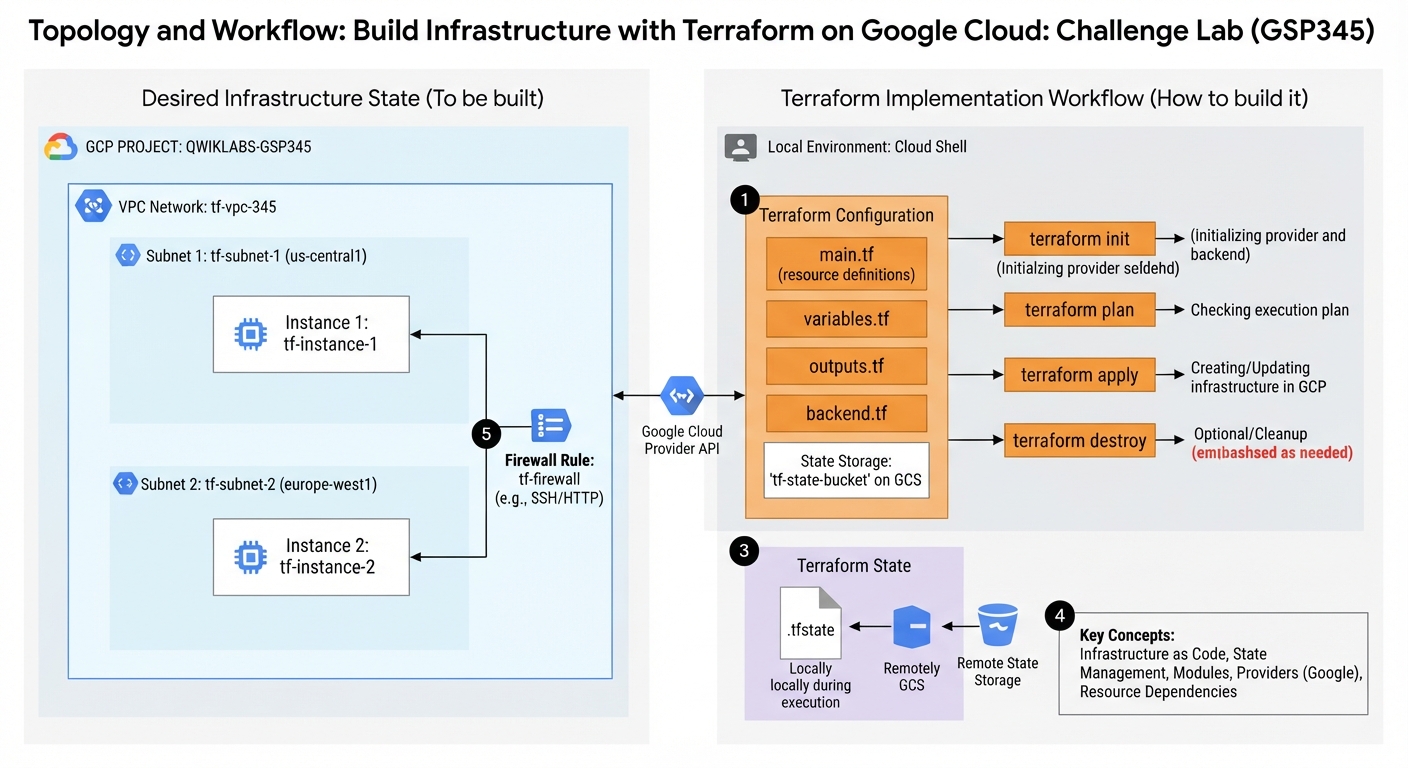 Topology and Workflow: Build Infrastructure with Terraform on Google Cloud: Challenge Lab (GSP345)
Desired Infrastructure State (To be built)
GCP PROJECT: QWIKLABS-GSP345
VPC Network: tf-vpc-345
Subnet 1: tf-subnet-1 (us-central1)
Instance 1:
tf-instance-1
5
Firewall Rule:
tf-firewall
(e.g., SSH/HTTP)
Subnet 2: tf-subnet-2 (europe-west1)
Instance 2:
tf-instance-2
Google Cloud
Provider API
Terraform Implementation Workflow (How to build it)
Local Environment: Cloud Shell
1
Terraform Configuration
main.tf
(resource definitions)
variables.tf
outputs.tf
backend.tf
State Storage:
'tf-state-bucket' on GCS
terraform init
(Initializing provider and
backend)
(Initialzing provider
terraform plan
Checking execution plan
terraform apply
Creating/Updating
infrastructure in GCP
terraform destroy
Optional/Cleanup
as needed)
3
Terraform State
.tfstate
Locally
locally during
execution
Remotely
GCS
Remote State
Storage
4
Key Concepts:
Infrastructure as Code, State
Management, Modules, Providers (Google),
Resource Dependencies